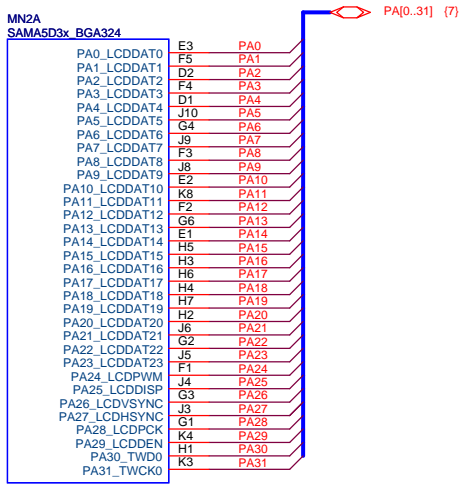 PA[0..31] {7}
MN2A
SAMA5D3x_BGA324
PA0_LCDDAT0 E3 PA0
PA1_LCDDAT1 F5 PA1
PA2_LCDDAT2 D2 PA2
PA3_LCDDAT3 F4 PA3
PA4_LCDDAT4 D1 PA4
PA5_LCDDAT5 J10 PA5
PA6_LCDDAT6 G4 PA6
PA7_LCDDAT7 J9 PA7
PA8_LCDDAT8 F3 PA8
PA9_LCDDAT9 J8 PA9
PA10_LCDDAT10 E2 PA10
PA11_LCDDAT11 K8 PA11
PA12_LCDDAT12 F2 PA12
PA13_LCDDAT13 G6 PA13
PA14_LCDDAT14 E1 PA14
PA15_LCDDAT15 H5 PA15
PA16_LCDDAT16 H3 PA16
PA17_LCDDAT17 H6 PA17
PA18_LCDDAT18 H4 PA18
PA19_LCDDAT19 H7 PA19
PA20_LCDDAT20 H2 PA20
PA21_LCDDAT21 J6 PA21
PA22_LCDDAT22 G2 PA22
PA23_LCDDAT23 J5 PA23
PA24_LCDPWM F1 PA24
PA25_LCDDISP J4 PA25
PA26_LCDVSYNC G3 PA26
PA27_LCDHSYNC J3 PA27
PA28_LCDPCK G1 PA28
PA29_LCDDEN K4 PA29
PA30_TWD0 H1 PA30
PA31_TWCK0 K3 PA31